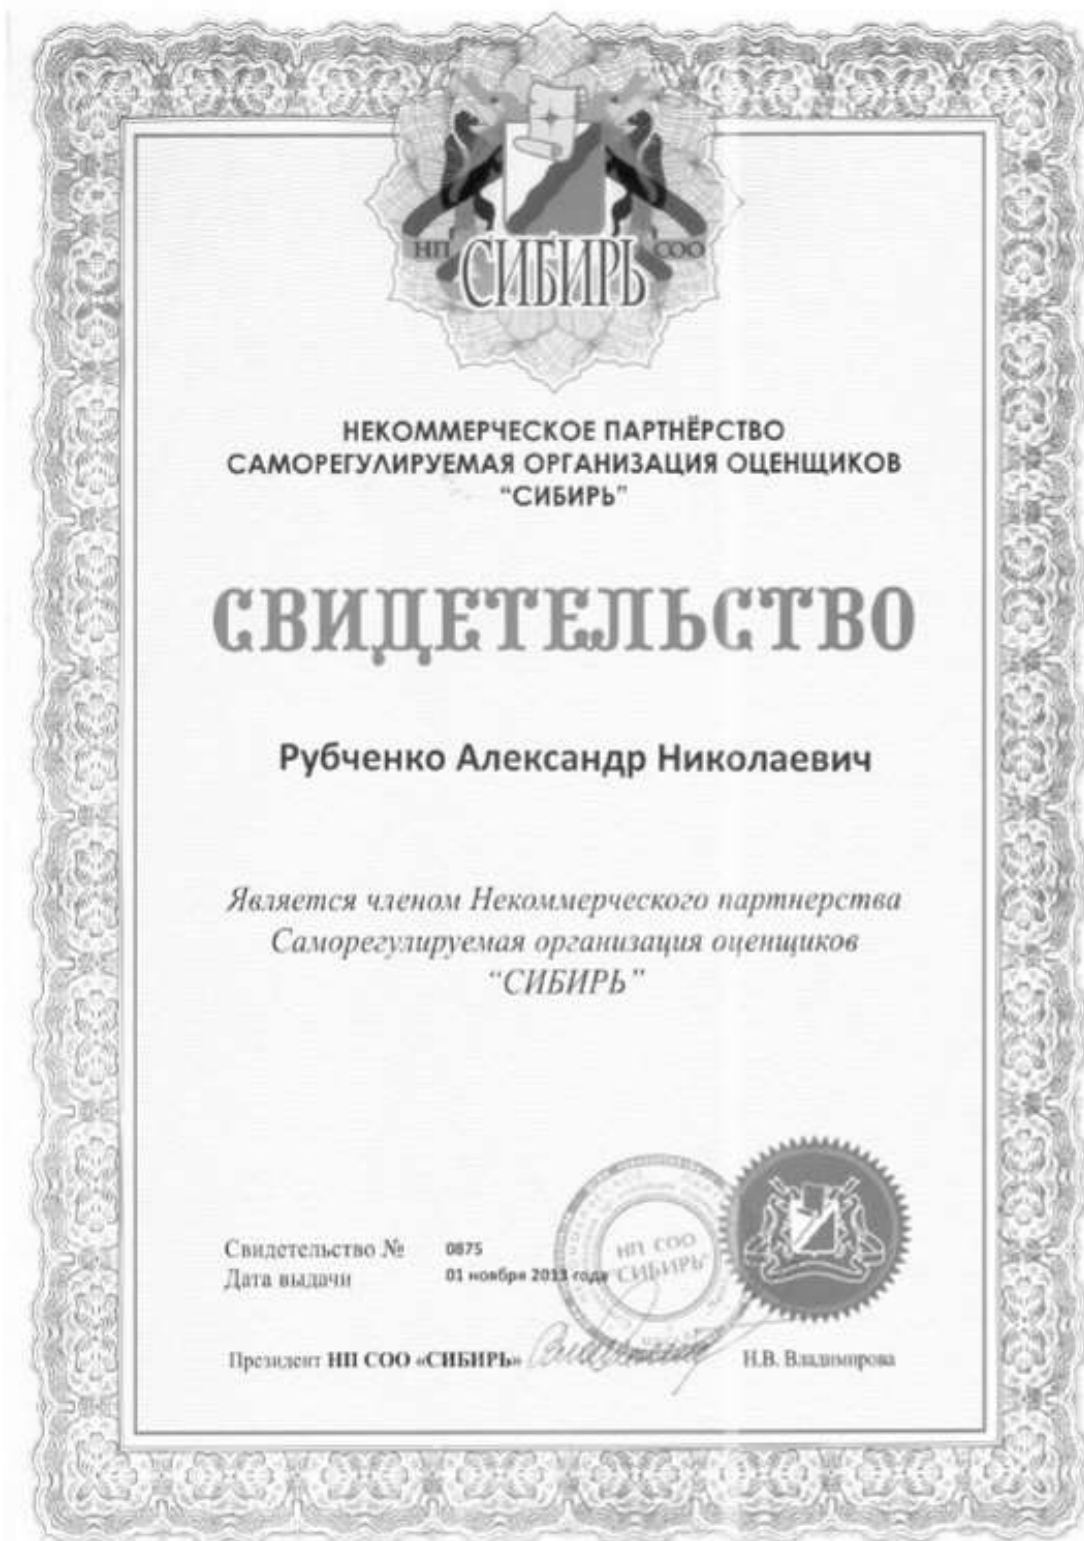 НП СИБИРЬ СОО
НЕКОММЕРЧЕСКОЕ ПАРТНЁРСТВО
САМОРЕГУЛИРУЕМАЯ ОРГАНИЗАЦИЯ ОЦЕНЩИКОВ
“СИБИРЬ”
СВИДЕТЕЛЬСТВО
Рубченко Александр Николаевич
Является членом Некоммерческого партнерства
Саморегулируемая организация оценщиков
“СИБИРЬ”
Свидетельство № 0875
Дата выдачи 01 ноября 2013 года
НП СОО
"СИБИРЬ"
Президент НП СОО «СИБИРЬ» Н.В. Владимирова